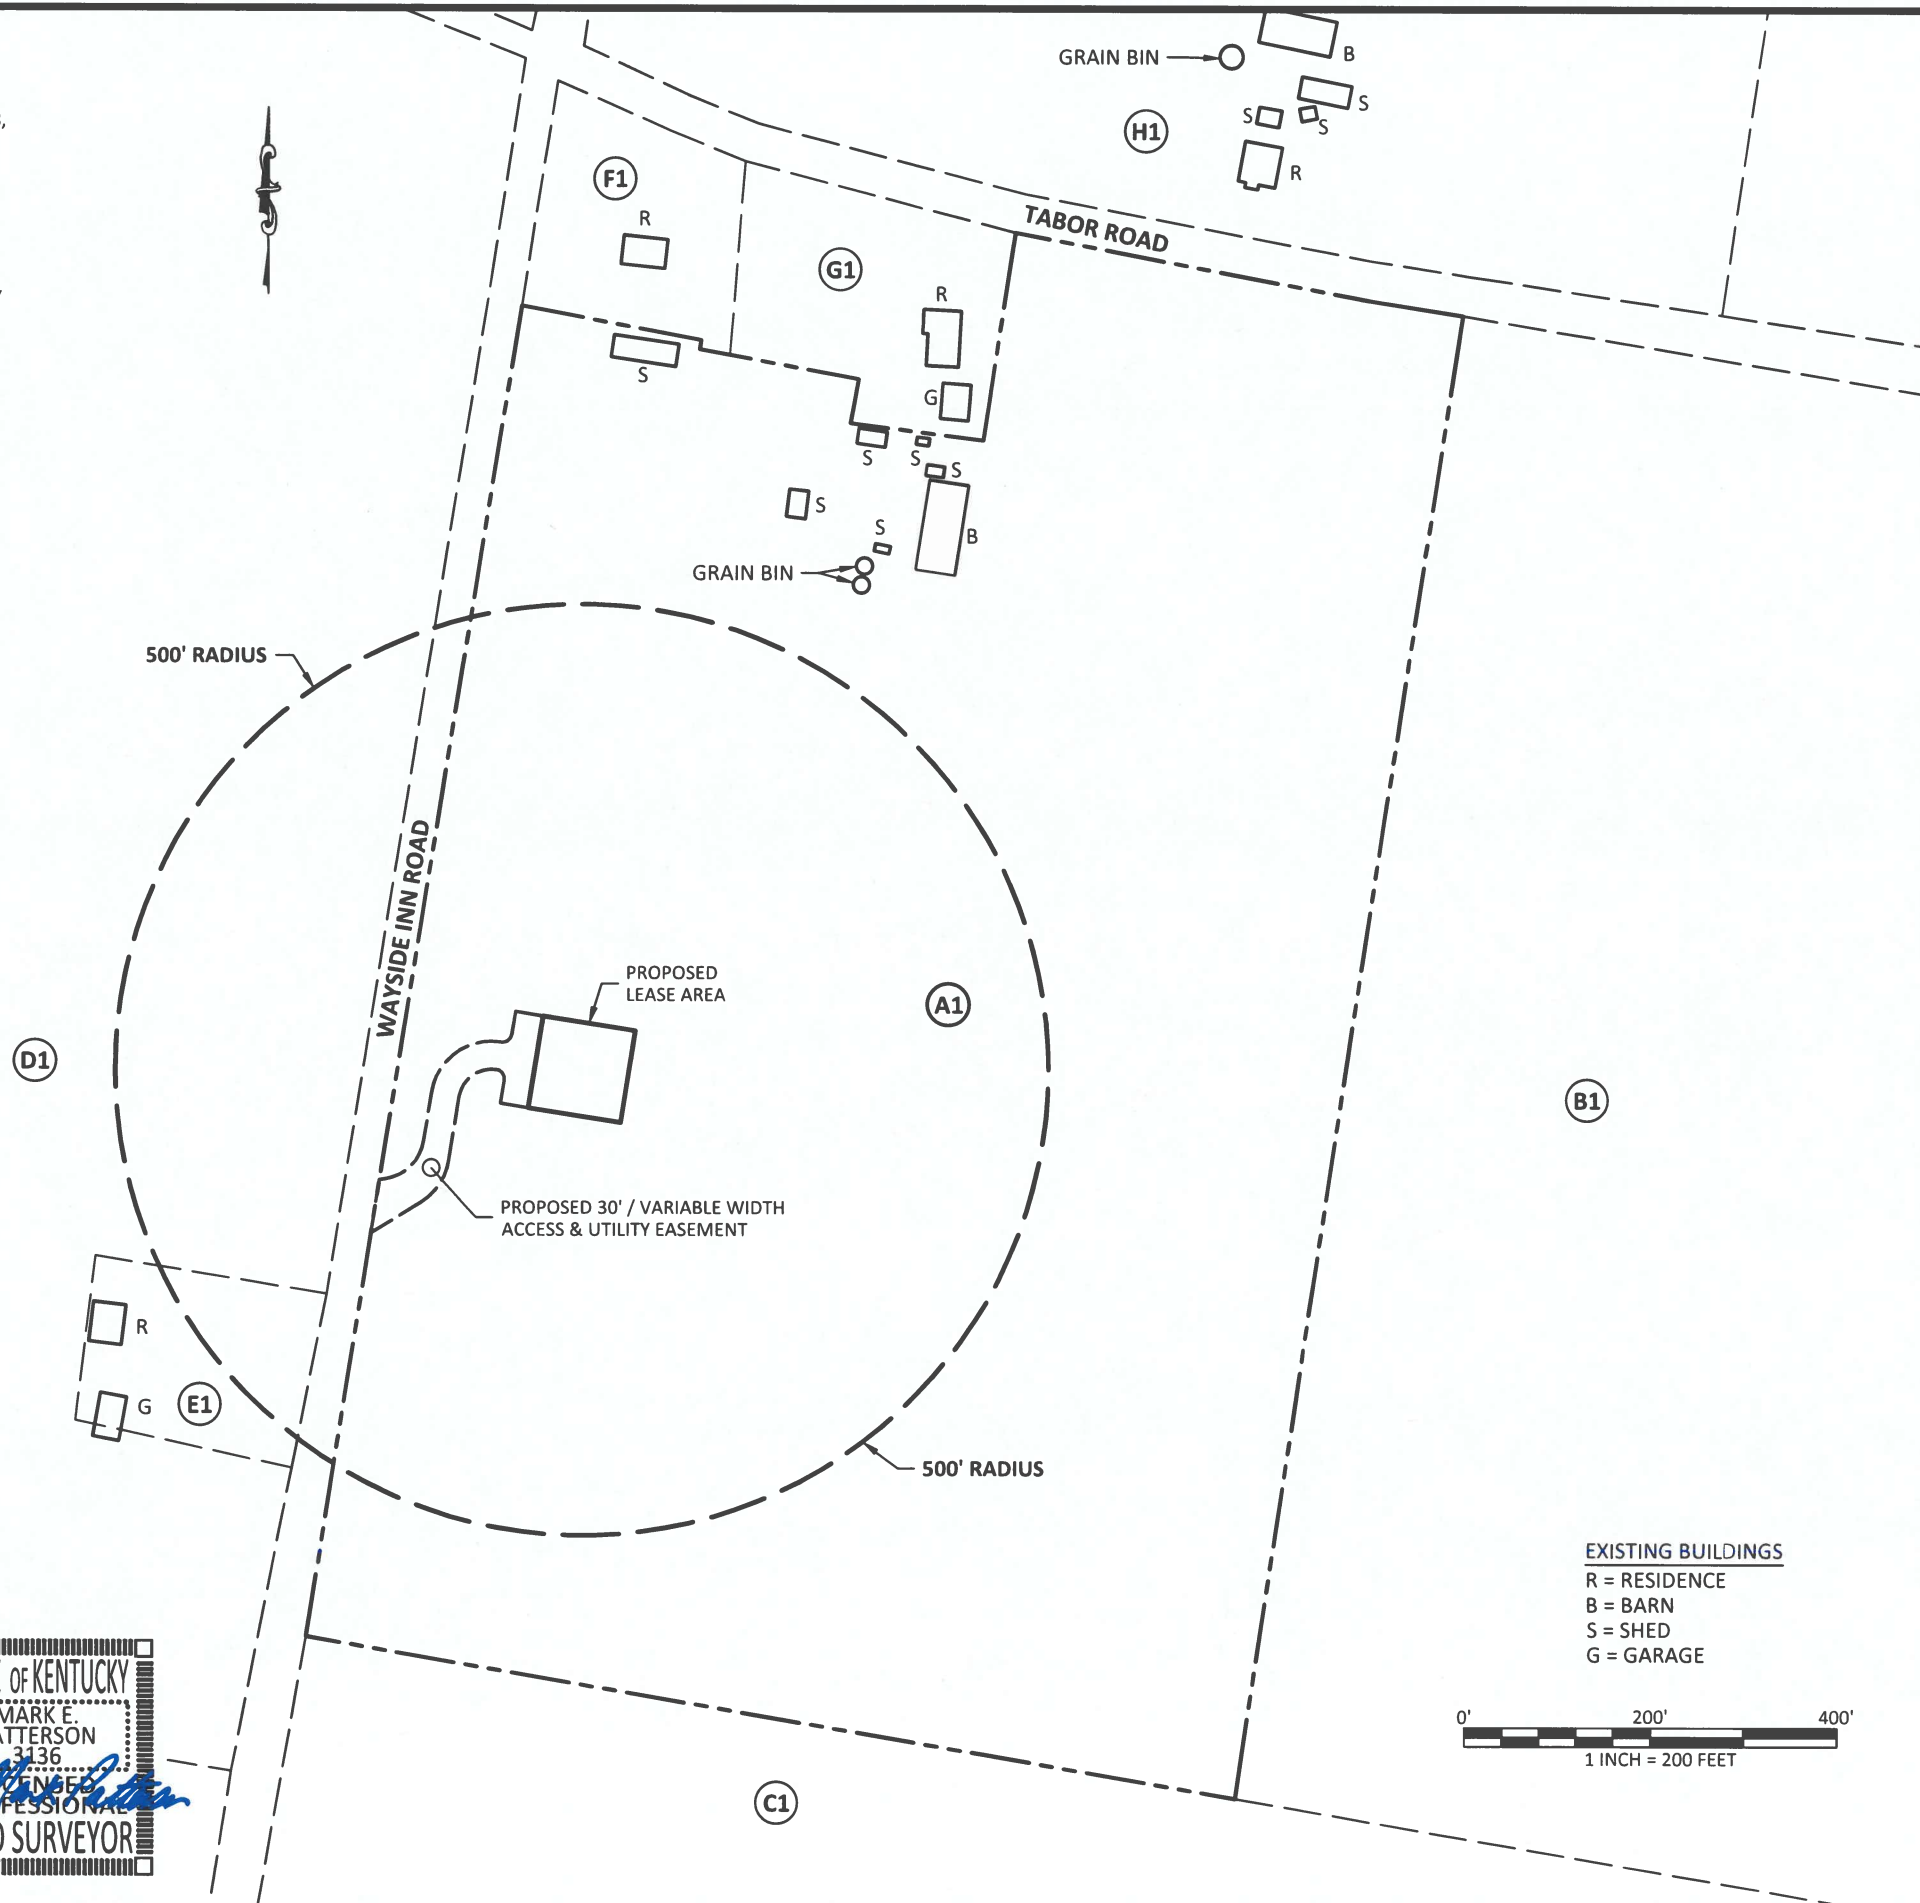 GRAIN BIN
B
S
S
S
H1
R
F1
R
TABOR ROAD
G1
R
S
G
S
S
S
S
S
B
GRAIN BIN
500' RADIUS
WAYSIDE INN ROAD
PROPOSED
LEASE AREA
A1
D1
B1
PROPOSED 30' / VARIABLE WIDTH
ACCESS & UTILITY EASEMENT
R
G
E1
500' RADIUS
EXISTING BUILDINGS
R = RESIDENCE
B = BARN
S = SHED
G = GARAGE
OF KENTUCKY
MARK E.
ATTERSON
3136
CENSED
FESSIONAL
SURVEYOR
0' 200' 400'
1 INCH = 200 FEET
C1